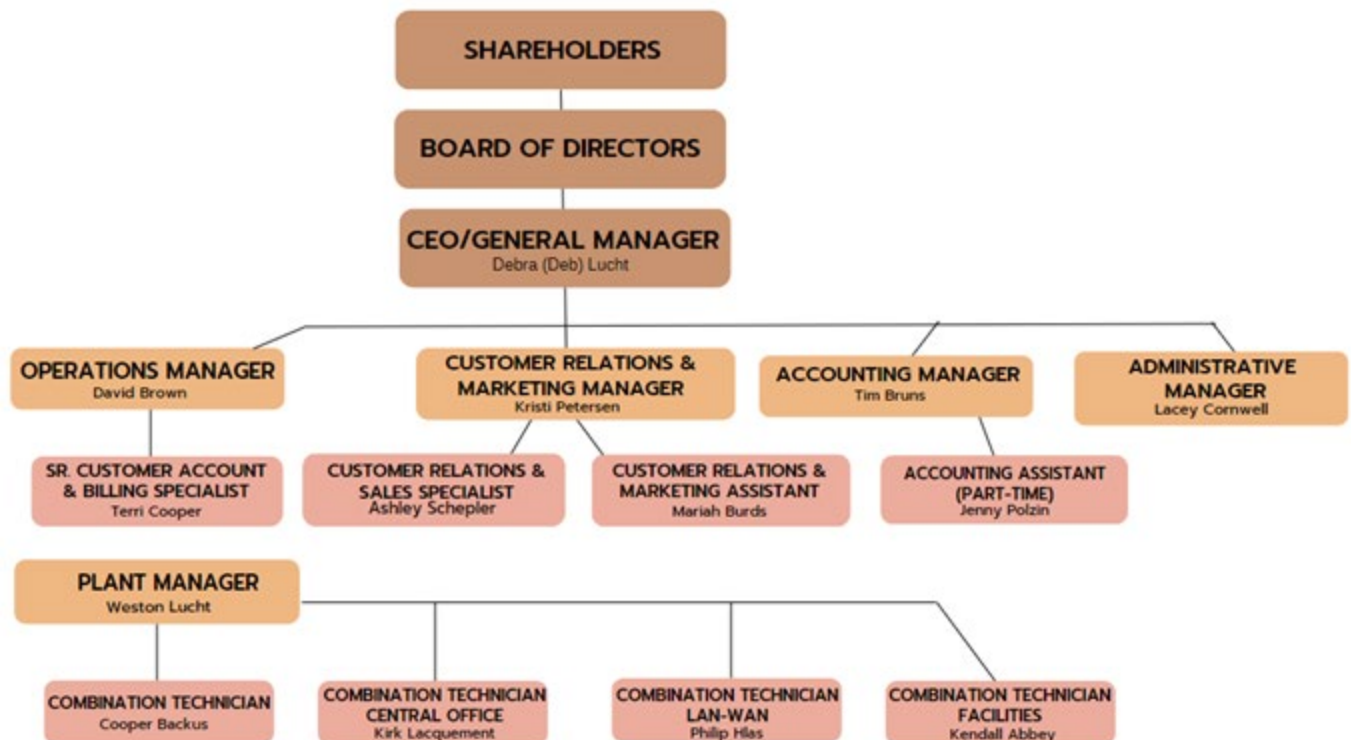 SHAREHOLDERS
BOARD OF DIRECTORS
CEO/GENERAL MANAGER
Debra (Deb) Lucht
OPERATIONS MANAGER
David Brown
CUSTOMER RELATIONS &
MARKETING MANAGER
Kristi Petersen
ACCOUNTING MANAGER
Tim Bruns
ADMINISTRATIVE
MANAGER
Lacey Cornwell
SR. CUSTOMER ACCOUNT
& BILLING SPECIALIST
Terri Cooper
CUSTOMER RELATIONS &
SALES SPECIALIST
Ashley Schepler
CUSTOMER RELATIONS &
MARKETING ASSISTANT
Mariah Burds
ACCOUNTING ASSISTANT
(PART-TIME)
Jenny Polzin
PLANT MANAGER
Weston Lucht
COMBINATION TECHNICIAN
Cooper Backus
COMBINATION TECHNICIAN
CENTRAL OFFICE
Kirk Lacquement
COMBINATION TECHNICIAN
LAN-WAN
Philip Hlas
COMBINATION TECHNICIAN
FACILITIES
Kendall Abbey